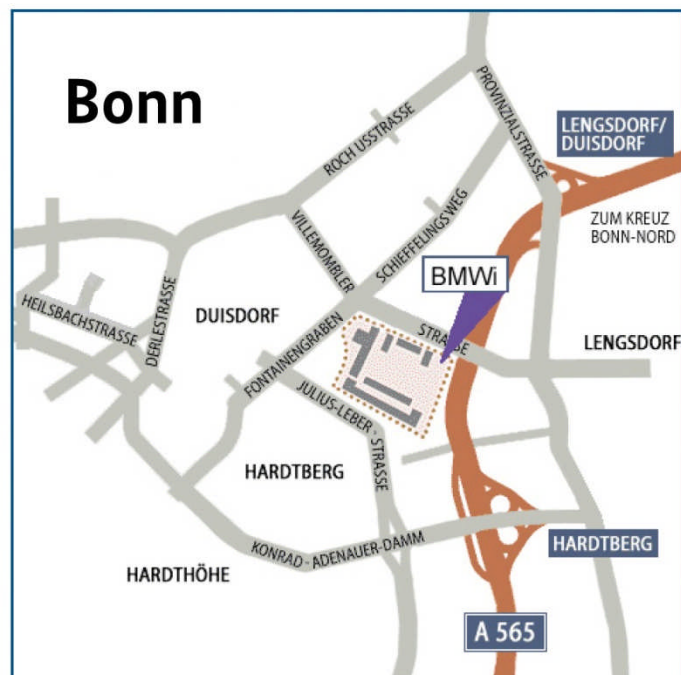 Bonn
PROVINZIALSTRASSE
LENGSDORF/
DUISDORF
ROCH USSTRASSE
ZUM KREUZ
BONN-NORD
VILLEMOMBLER
SCHIEFFELINGSWEG
BMWi
HEILSBACHSTRASSE
DERLESTRASSE
DUISDORF
STRASSE
LENGSDORF
FONTAINENGRABEN
JULIUS-LEBER-STRASSE
HARDTBERG
KONRAD-ADENAUER-DAMM
HARDTBERG
HARDTHÖHE
A 565